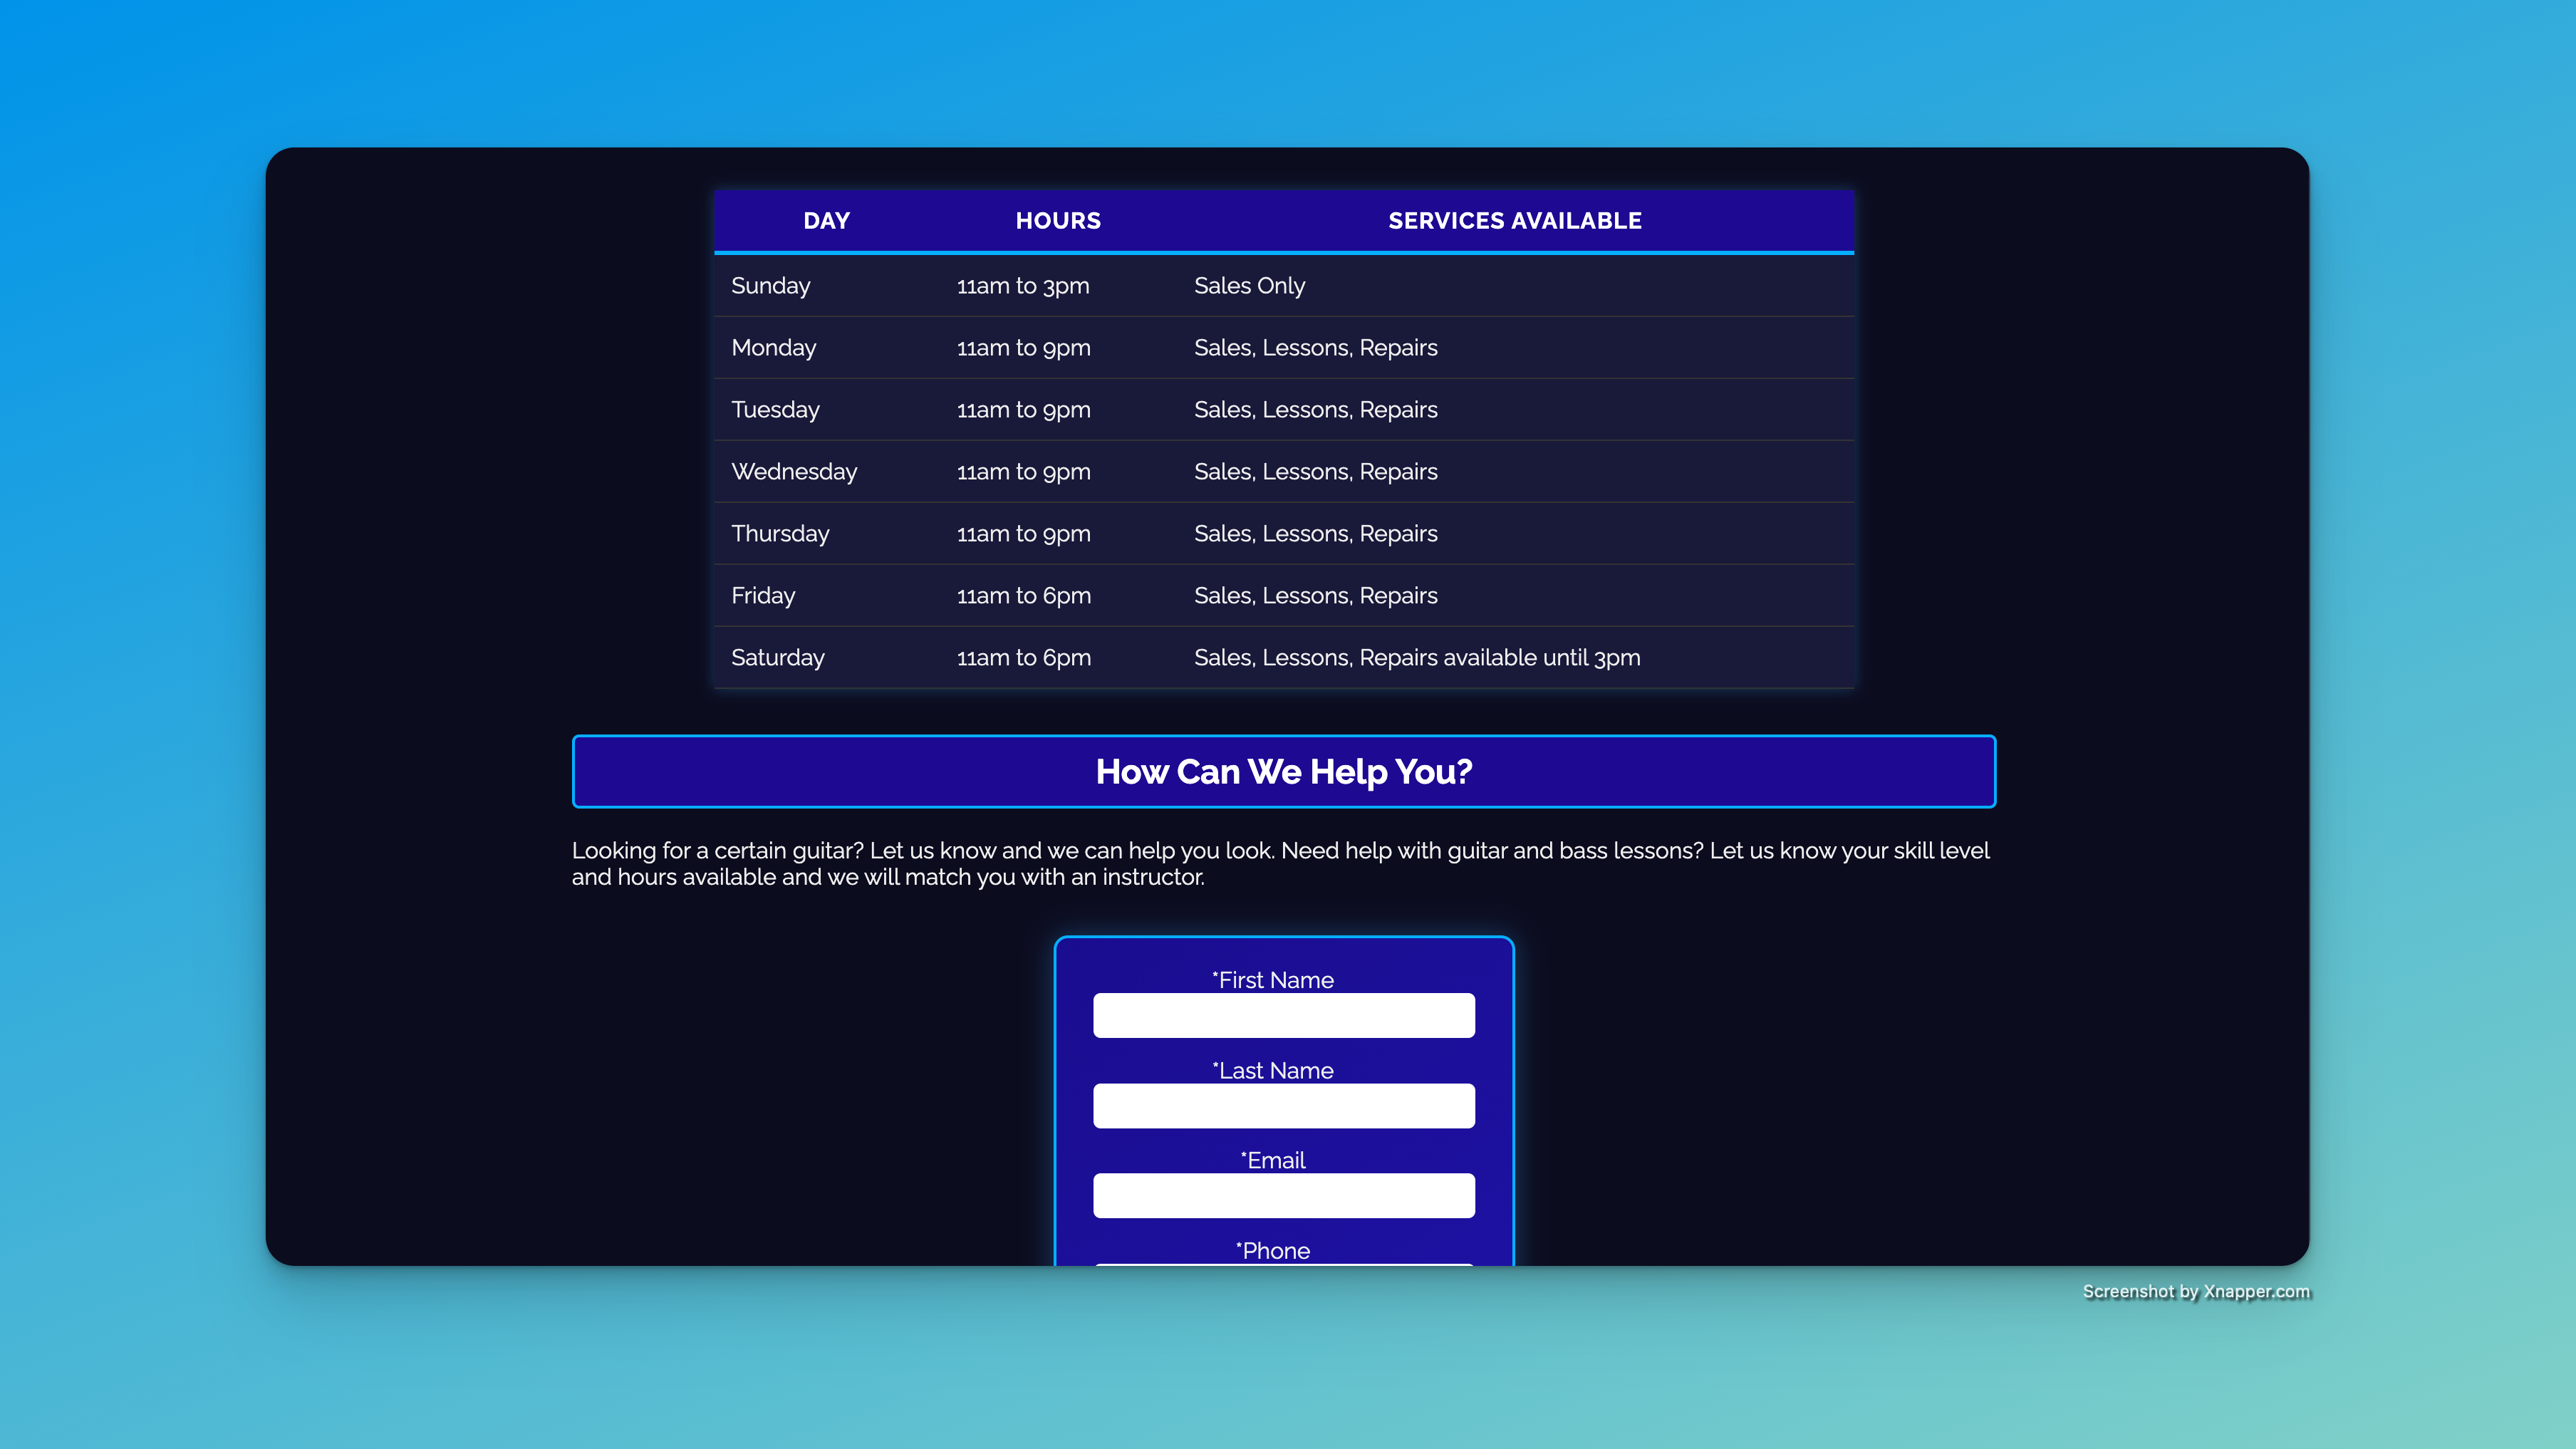 DAY HOURS SERVICES AVAILABLE
Sunday 11am to 3pm Sales Only
Monday 11am to 9pm Sales, Lessons, Repairs
Tuesday 11am to 9pm Sales, Lessons, Repairs
Wednesday 11am to 9pm Sales, Lessons, Repairs
Thursday 11am to 9pm Sales, Lessons, Repairs
Friday 11am to 6pm Sales, Lessons, Repairs
Saturday 11am to 6pm Sales, Lessons, Repairs available until 3pm
How Can We Help You?
Looking for a certain guitar? Let us know and we can help you look. Need help with guitar and bass lessons? Let us know your skill level
and hours available and we will match you with an instructor.
*First Name
*Last Name
*Email
*Phone
Screenshot by Xnapper.com